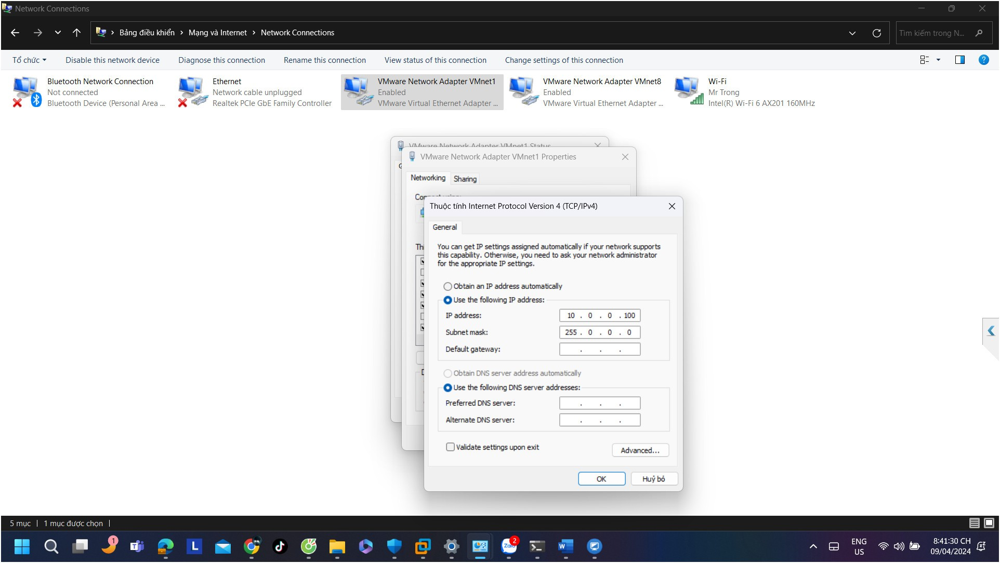 Network Connections
Bảng điều khiển > Mạng và Internet > Network Connections
Tìm kiếm trong N...
Tổ chức
Disable this network device
Diagnose this connection
Rename this connection
View status of this connection
Change settings of this connection
Bluetooth Network Connection
Not connected
Bluetooth Device (Personal Area ...
Ethernet
Network cable unplugged
Realtek PCIe GbE Family Controller
VMware Network Adapter VMnet1
Enabled
VMware Virtual Ethernet Adapter ...
VMware Network Adapter VMnet8
Enabled
VMware Virtual Ethernet Adapter ...
Wi-Fi
Mr Trong
Intel(R) Wi-Fi 6 AX201 160MHz
VMware Network Adapter VMnet1 Status
VMware Network Adapter VMnet1 Properties
Networking
Sharing
Thuộc tính Internet Protocol Version 4 (TCP/IPv4)
General
You can get IP settings assigned automatically if your network supports
this capability. Otherwise, you need to ask your network administrator
for the appropriate IP settings.
Obtain an IP address automatically
Use the following IP address:
IP address: 10 . 0 . 0 . 100
Subnet mask: 255 . 0 . 0 . 0
Default gateway: . . .
Obtain DNS server address automatically
Use the following DNS server addresses:
Preferred DNS server: . . .
Alternate DNS server: . . .
Validate settings upon exit
Advanced...
OK
Huỷ bỏ
5 mục | 1 mục được chọn |
1
L
Zalo
2
ENG
US
8:41:30 CH
09/04/2024